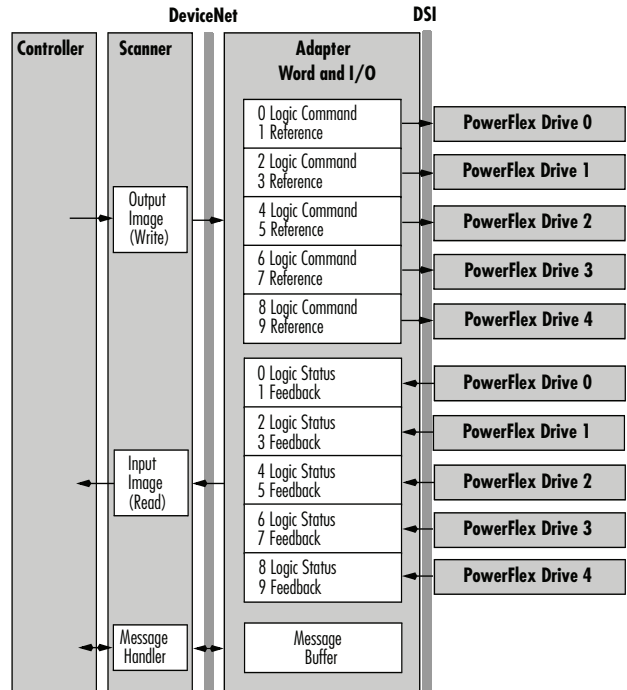 DeviceNet
DSI
Controller
Scanner
Adapter
Word and I/O
0 Logic Command
1 Reference
PowerFlex Drive 0
2 Logic Command
3 Reference
PowerFlex Drive 1
Output
Image
(Write)
4 Logic Command
5 Reference
PowerFlex Drive 2
6 Logic Command
7 Reference
PowerFlex Drive 3
8 Logic Command
9 Reference
PowerFlex Drive 4
0 Logic Status
1 Feedback
PowerFlex Drive 0
2 Logic Status
3 Feedback
PowerFlex Drive 1
Input
Image
(Read)
4 Logic Status
5 Feedback
PowerFlex Drive 2
6 Logic Status
7 Feedback
PowerFlex Drive 3
8 Logic Status
9 Feedback
PowerFlex Drive 4
Message
Handler
Message
Buffer